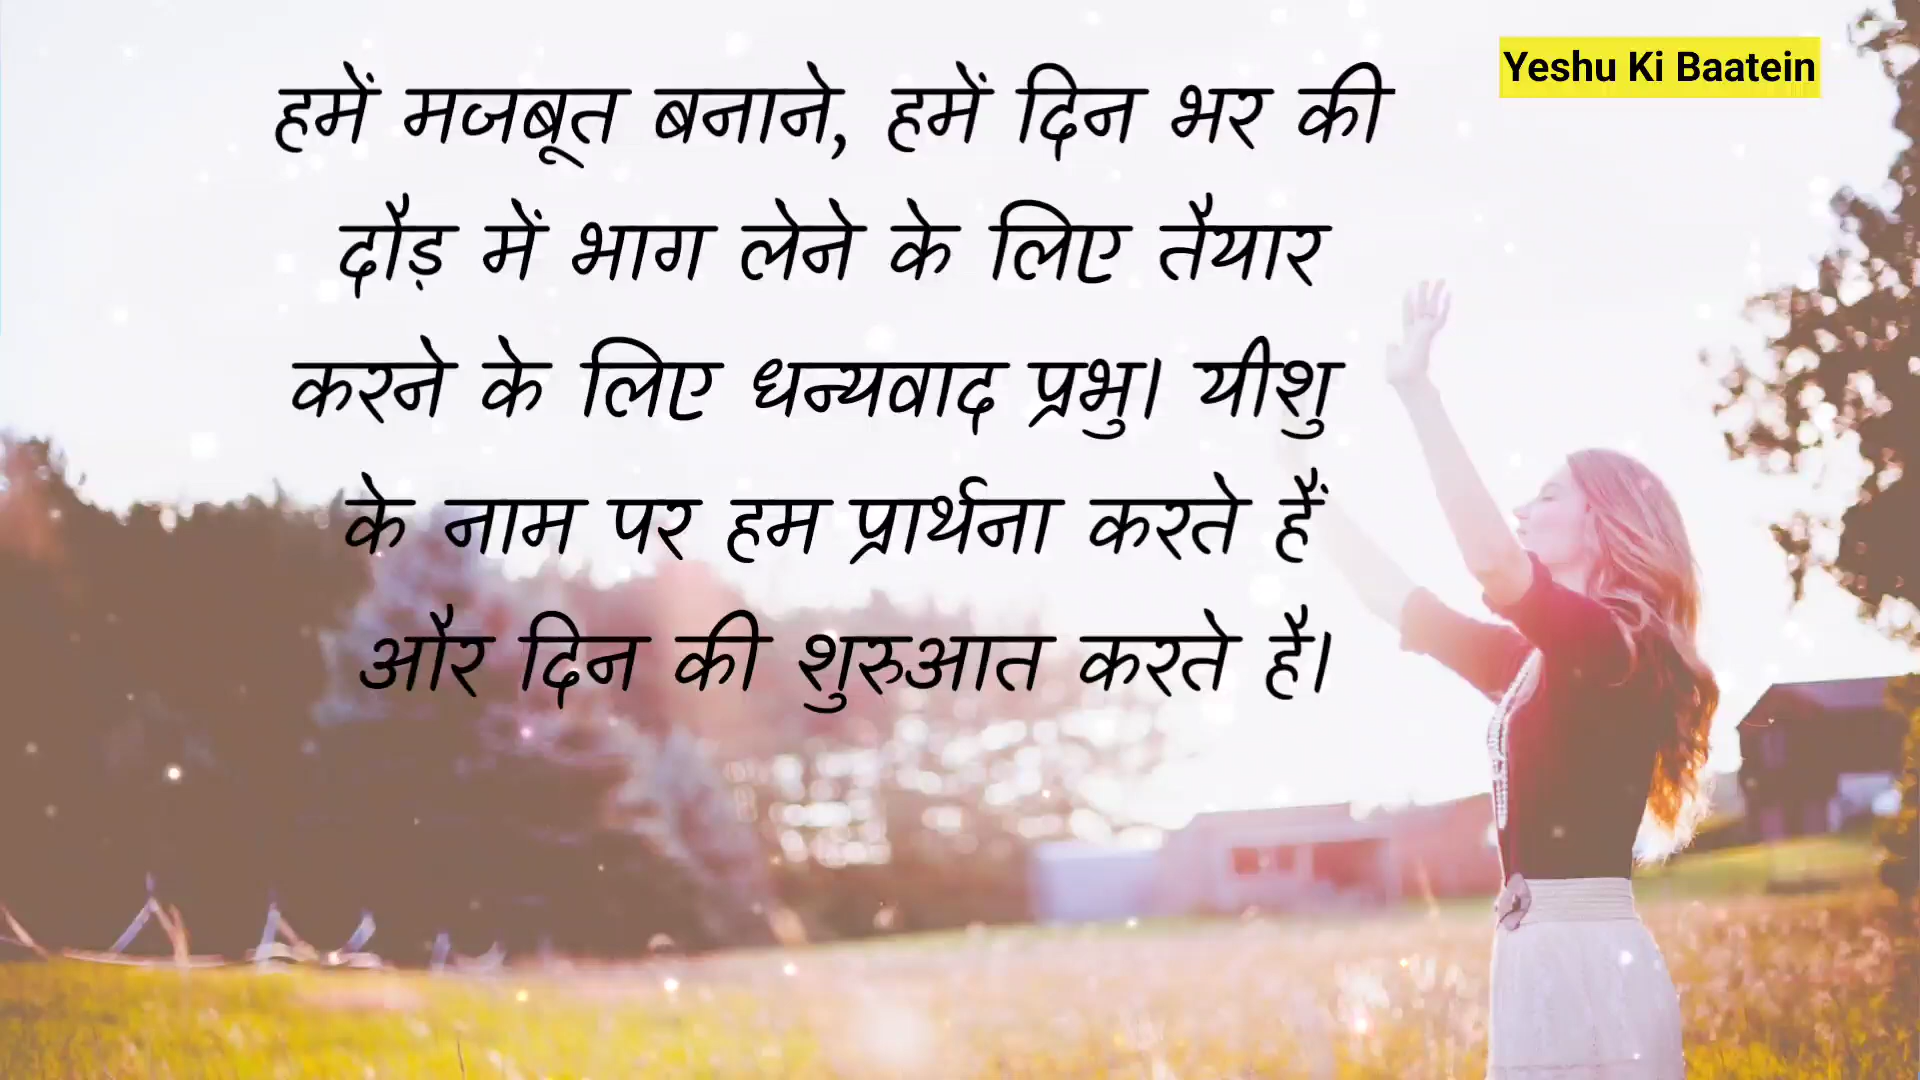 Yeshu Ki Baatein
हमें मजबूत बनाने, हमें दिन भर की
दौड़ में भाग लेने के लिए तैयार
करने के लिए धन्यवाद प्रभु। यीशु
के नाम पर हम प्रार्थना करते हैं
और दिन की शुरुआत करते है।